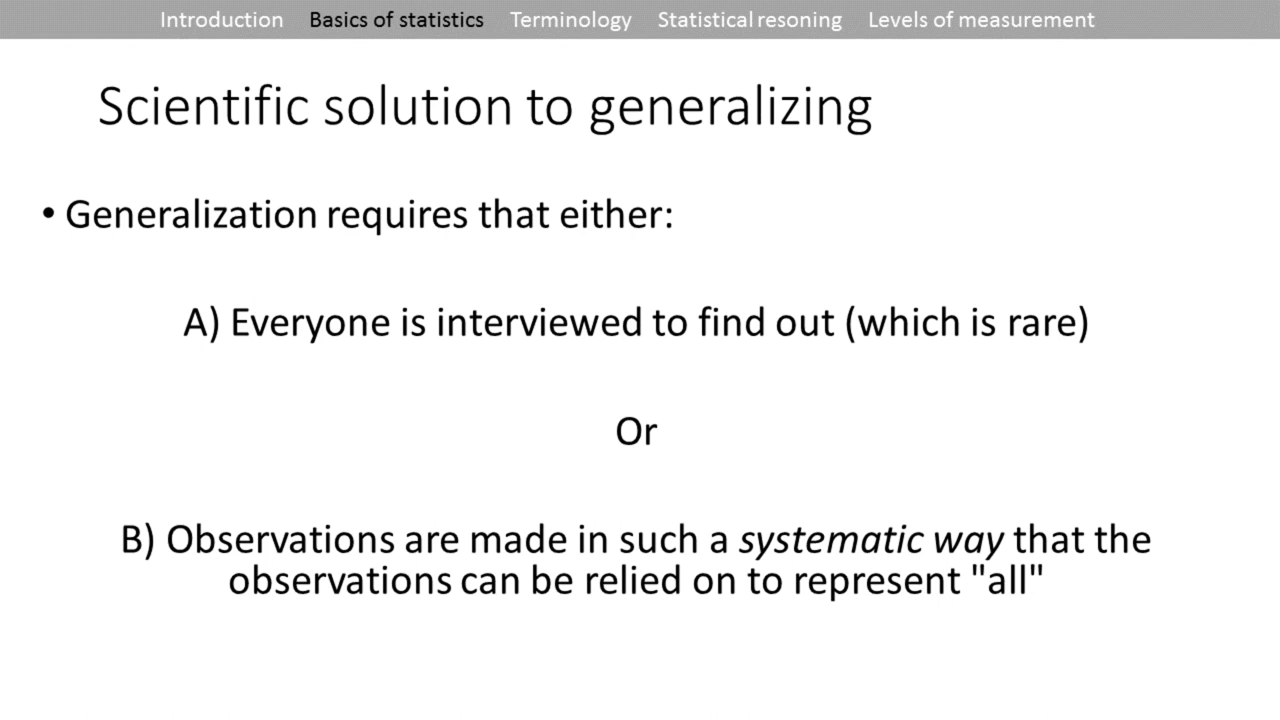 Introduction Basics of statistics Terminology Statistical resoning Levels of measurement
Scientific solution to generalizing
• Generalization requires that either:
A) Everyone is interviewed to find out (which is rare)
Or
B) Observations are made in such a systematic way that the
observations can be relied on to represent "all"